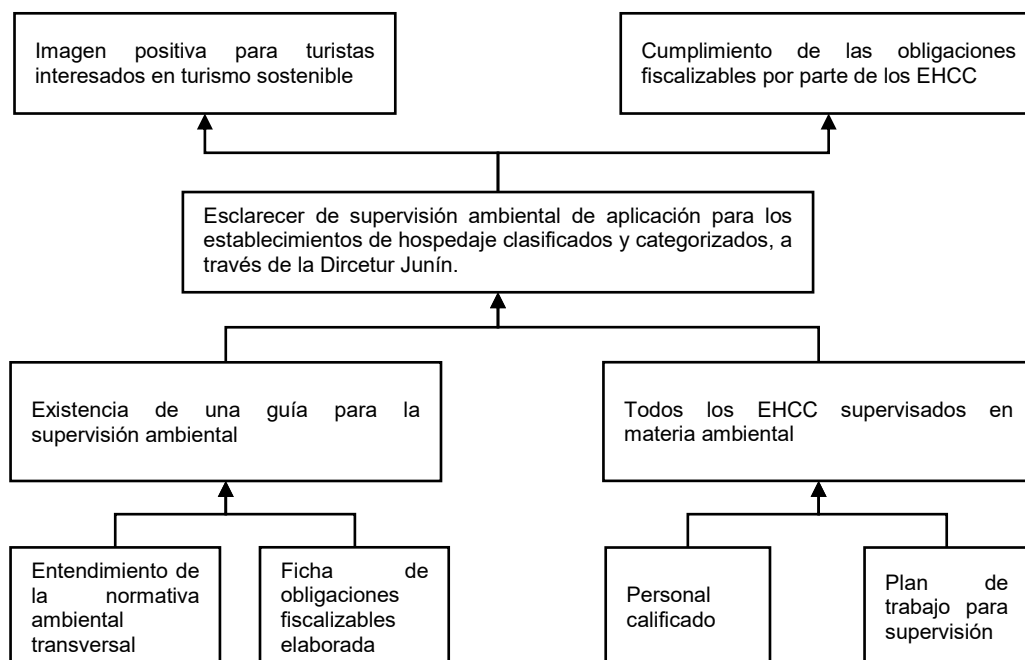 Imagen positiva para turistas
interesados en turismo sostenible
Cumplimiento de las obligaciones
fiscalizables por parte de los EHCC
Esclarecer de supervisión ambiental de aplicación para los
establecimientos de hospedaje clasificados y categorizados, a
través de la Dircetur Junín.
Existencia de una guía para la
supervisión ambiental
Todos los EHCC supervisados en
materia ambiental
Entendimiento de
la normativa
ambiental
transversal
Ficha de
obligaciones
fiscalizables
elaborada
Personal
calificado
Plan de
trabajo para
supervisión